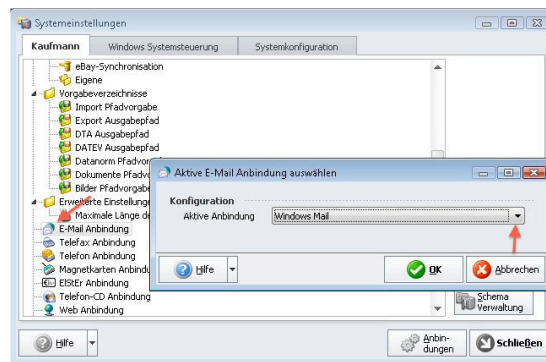 Systemeinstellungen
Kaufmann
Windows Systemsteuerung
Systemkonfiguration
eBay-Synchronisation
Eigene
Vorgabeverzeichnisse
Import Pfadvorgabe
Export Ausgabepfad
DTA Ausgabepfad
DATEV Ausgabepfad
Datanorm Pfadvor
Dokumente Pfadvo
Bilder Pfadvorgabe
Erweiterte Einstellunge
Maximale Länge de
E-Mail Anbindung
Telefax Anbindung
Telefon Anbindung
Magnetkarten Anbindu
ElStEr Anbindung
Telefon-CD Anbindung
Web Anbindung
Aktive E-Mail Anbindung auswählen
Konfiguration
Aktive Anbindung
Windows Mail
Hilfe
OK
Abbrechen
Schema
Verwaltung
Hilfe
Anbin-
dungen
Schließen